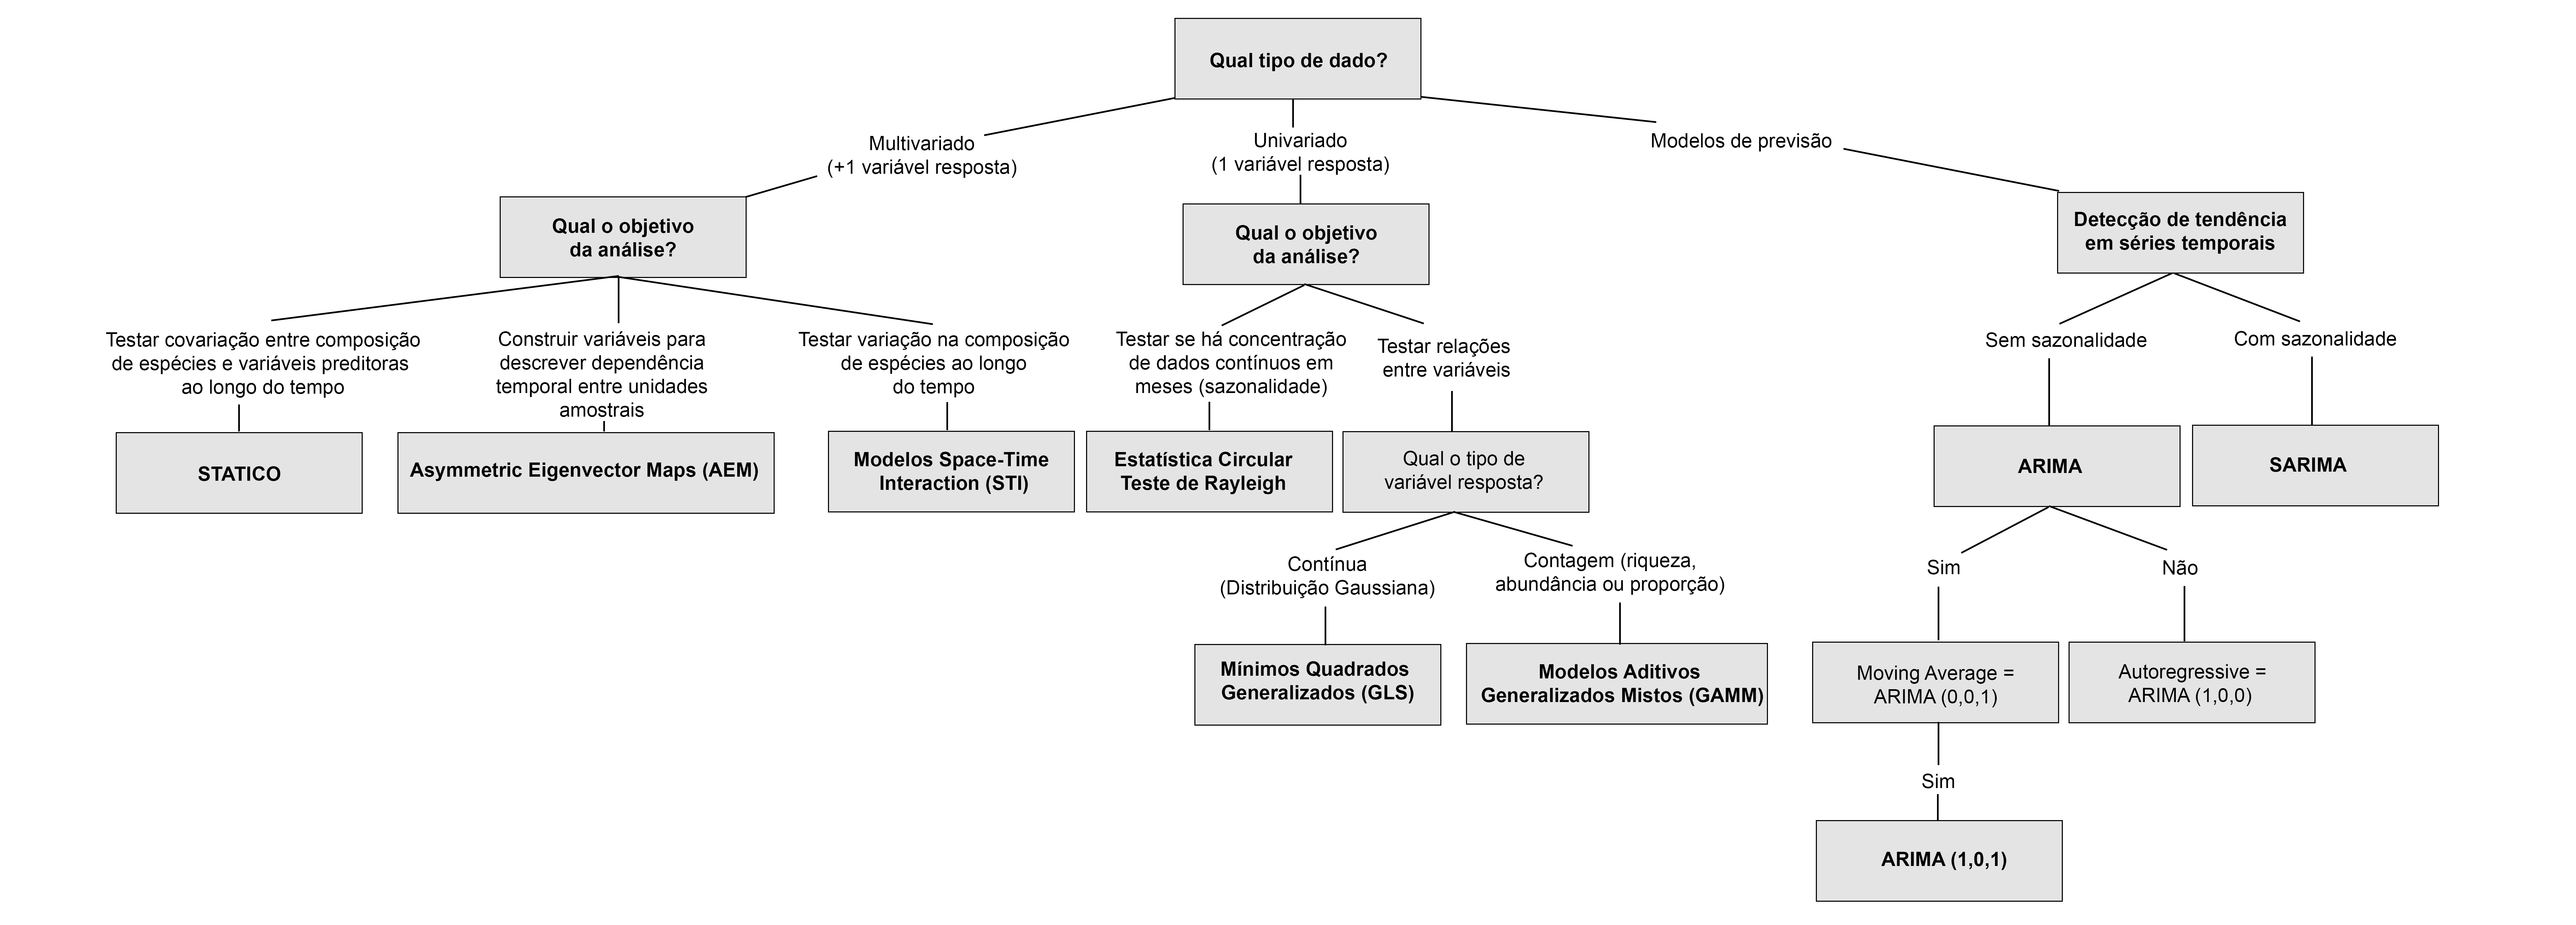 Qual tipo de dado?
Multivariado
(+1 variável resposta)
Univariado
(1 variável resposta)
Modelos de previsão
Qual o objetivo
da análise?
Qual o objetivo
da análise?
Detecção de tendência
em séries temporais
Testar covariação entre composição
de espécies e variáveis preditoras
ao longo do tempo
Construir variáveis para
descrever dependência
temporal entre unidades
amostrais
Testar variação na composição
de espécies ao longo
do tempo
Testar se há concentração
de dados contínuos em
meses (sazonalidade)
Testar relações
entre variáveis
Sem sazonalidade
Com sazonalidade
STATICO
Asymmetric Eigenvector Maps (AEM)
Modelos Space-Time
Interaction (STI)
Estatística Circular
Teste de Rayleigh
Qual o tipo de
variável resposta?
ARIMA
SARIMA
Contínua
(Distribuição Gaussiana)
Contagem (riqueza,
abundância ou proporção)
Sim
Não
Mínimos Quadrados
Generalizados (GLS)
Modelos Aditivos
Generalizados Mistos (GAMM)
Moving Average =
ARIMA (0,0,1)
Autoregressive =
ARIMA (1,0,0)
Sim
ARIMA (1,0,1)